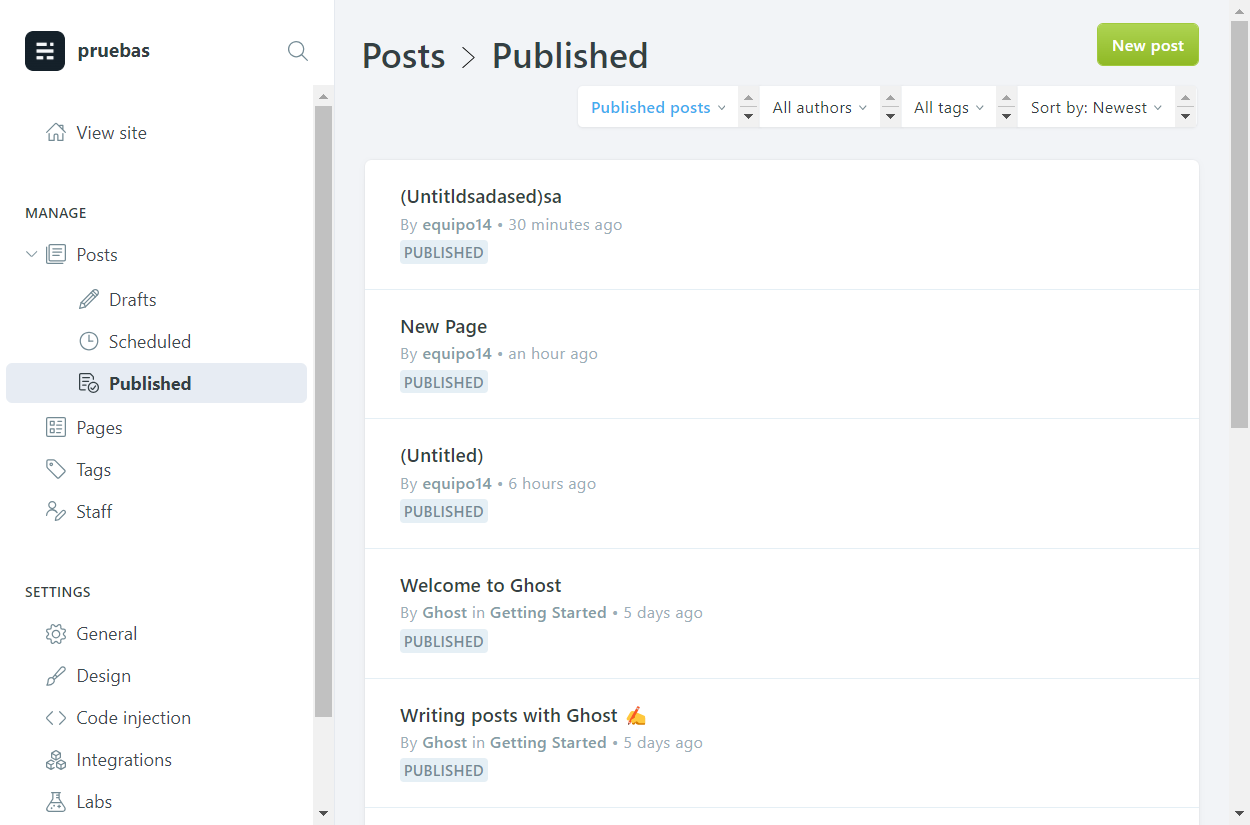 pruebas
View site
MANAGE
Posts
Drafts
Scheduled
Published
Pages
Tags
Staff
SETTINGS
General
Design
Code injection
Integrations
Labs
Posts > Published
New post
Published posts
All authors
All tags
Sort by: Newest
(Untitldsadased)sa
By equipo14 • 30 minutes ago
PUBLISHED
New Page
By equipo14 • an hour ago
PUBLISHED
(Untitled)
By equipo14 • 6 hours ago
PUBLISHED
Welcome to Ghost
By Ghost in Getting Started • 5 days ago
PUBLISHED
Writing posts with Ghost ✍️
By Ghost in Getting Started • 5 days ago
PUBLISHED